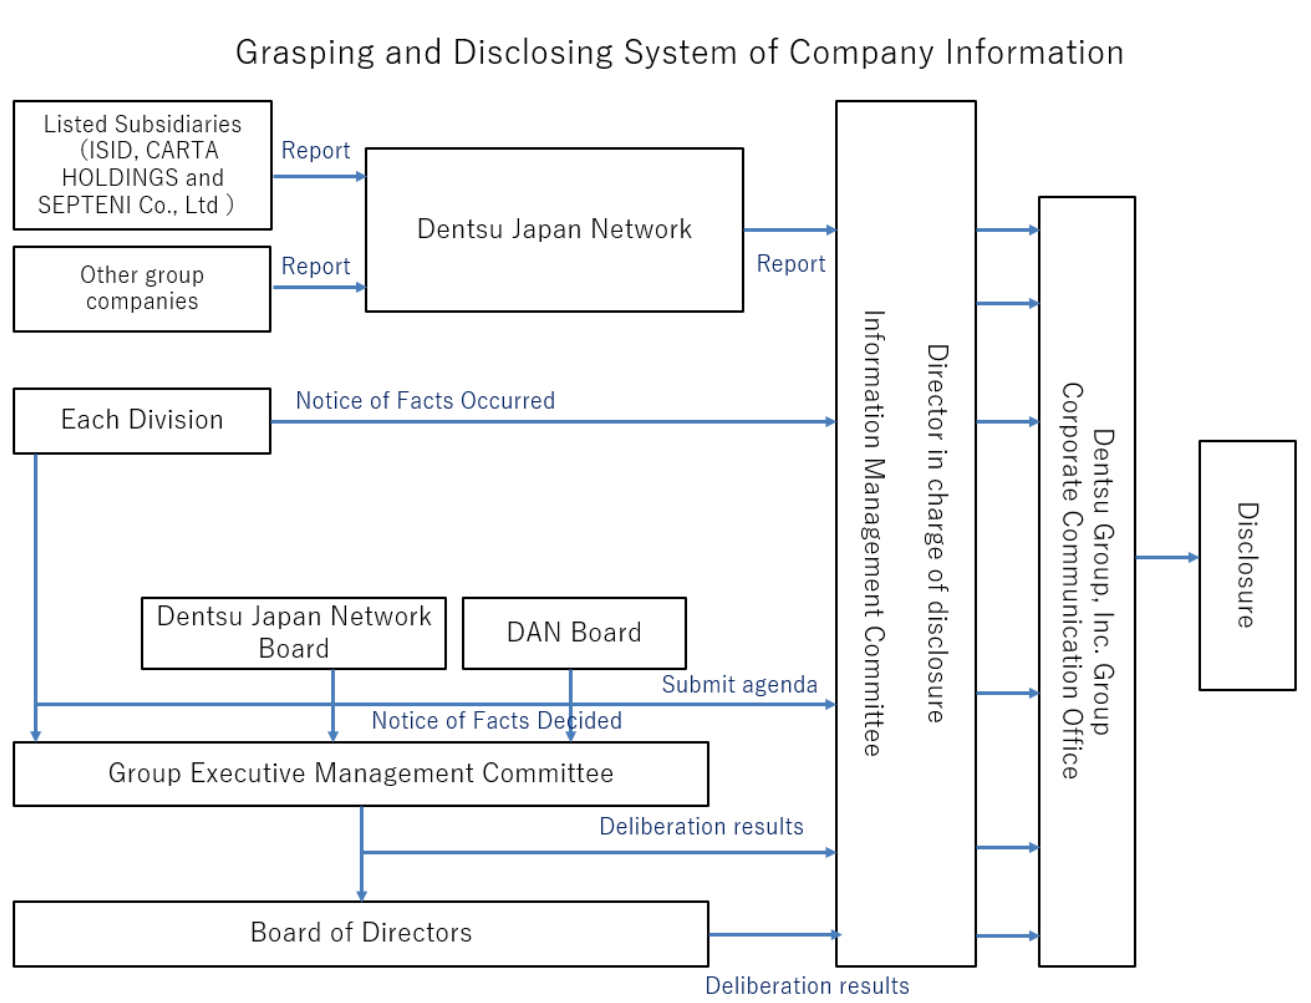 Grasping and Disclosing System of Company Information
Listed Subsidiaries
（ISID, CARTA
HOLDINGS and
SEPTENI Co., Ltd ）
Report
Other group
companies
Report
Dentsu Japan Network
Report
Each Division
Notice of Facts Occurred
Dentsu Japan Network
Board
DAN Board
Submit agenda
Notice of Facts Decided
Group Executive Management Committee
Deliberation results
Board of Directors
Deliberation results
Director in charge of disclosure
Information Management Committee
Dentsu Group, Inc. Group
Corporate Communication Office
Disclosure